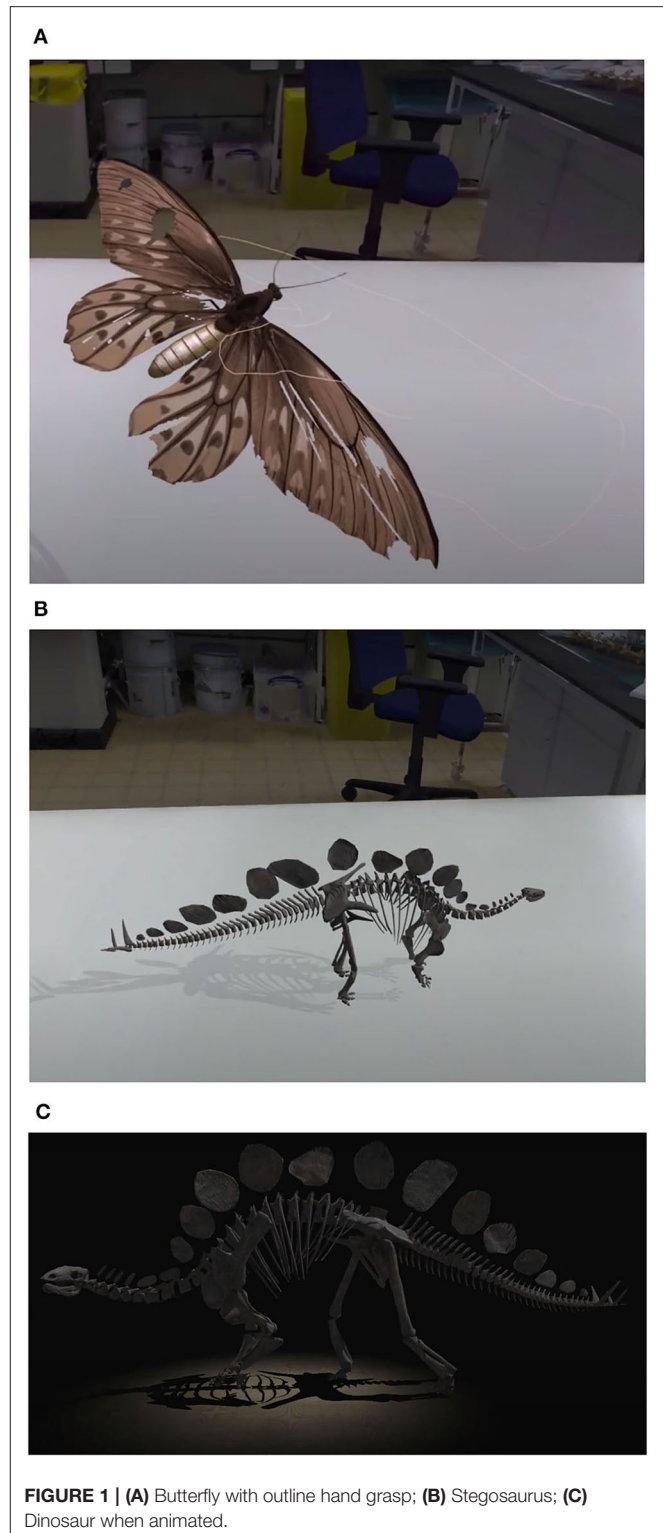 A
B
C
FIGURE 1 | (A) Butterfly with outline hand grasp; (B) Stegosaurus; (C)
Dinosaur when animated.